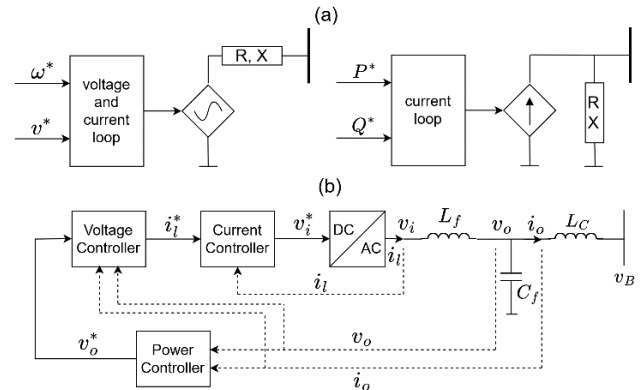 (a)
ω*
v*
voltage
and
current
loop
R, X
P*
Q*
current
loop
R
X
(b)
Voltage
Controller
i_l^*
Current
Controller
v_i^*
DC
AC
v_i
i_l
L_f
v_o
i_o
L_C
C_f
v_B
i_l
v_o
i_o
v_o^*
Power
Controller